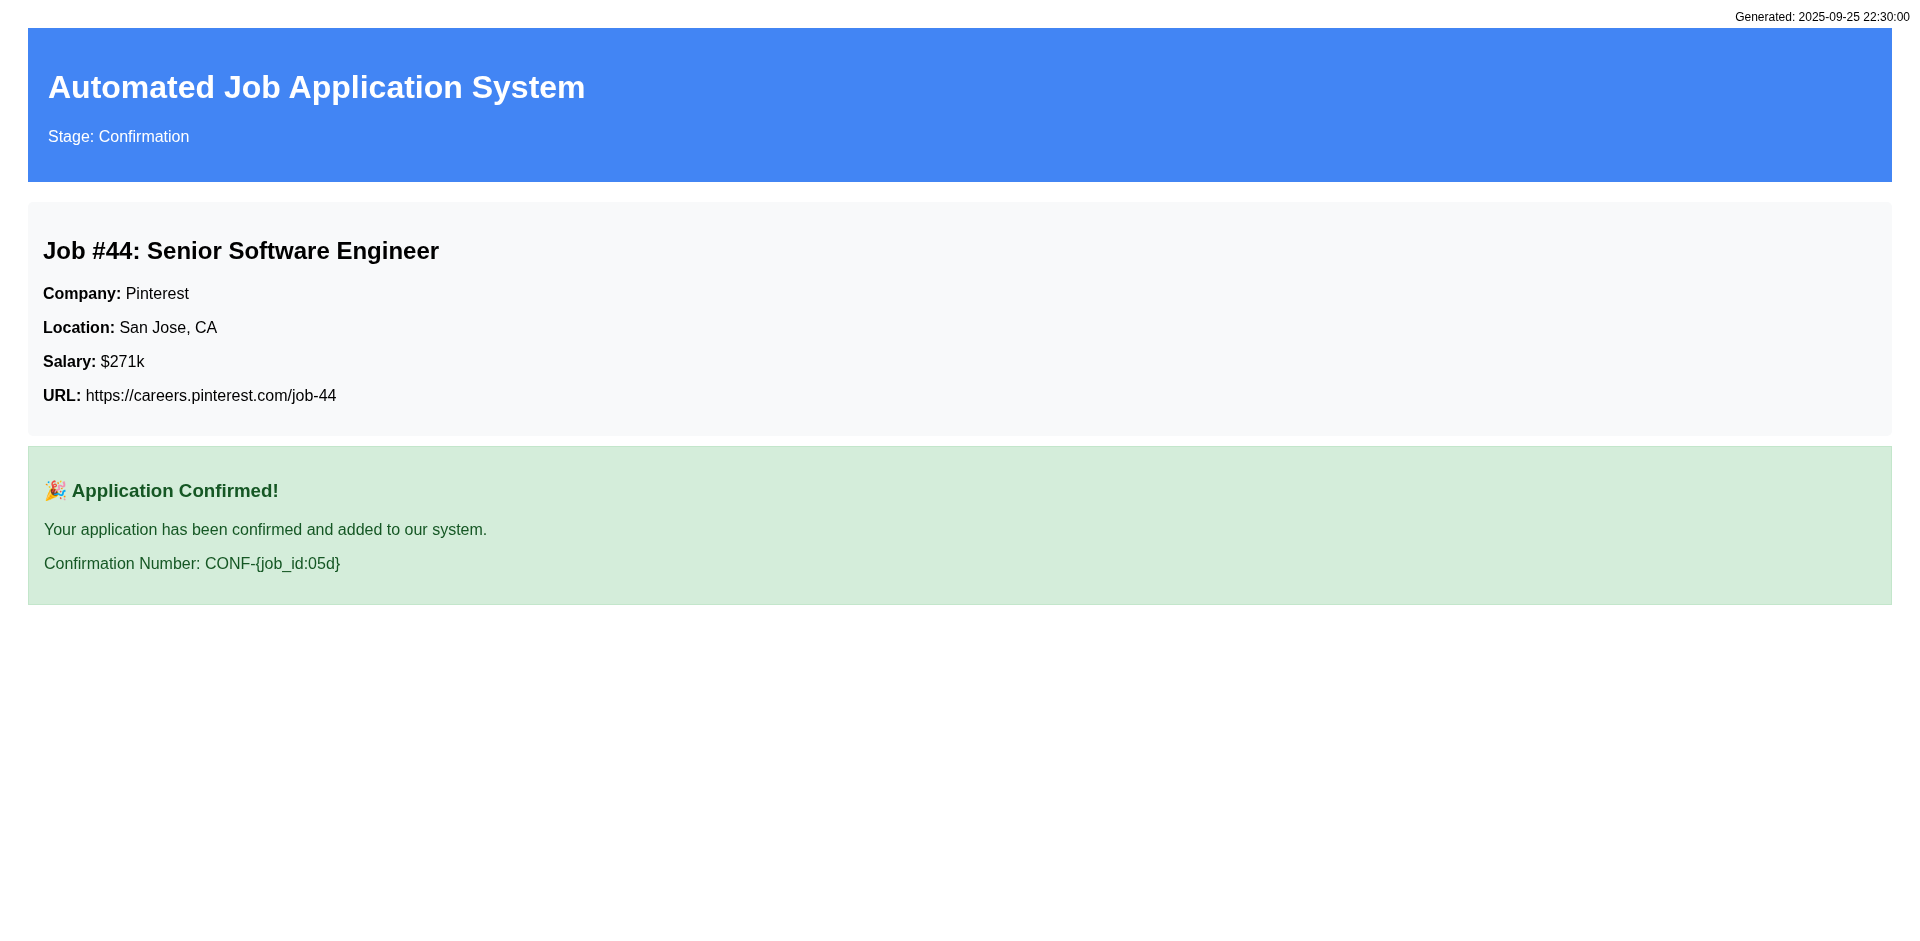 Generated: 2025-09-25 22:30:00
Automated Job Application System
Stage: Confirmation
Job #44: Senior Software Engineer
Company: Pinterest
Location: San Jose, CA
Salary: $271k
URL: https://careers.pinterest.com/job-44
🎉 Application Confirmed!
Your application has been confirmed and added to our system.
Confirmation Number: CONF-{job_id:05d}